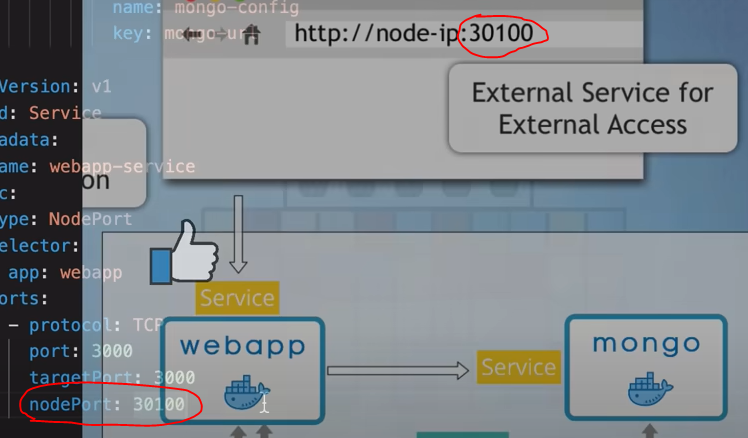 name: mongo-config
key: mongo-ur
http://node-ip:30100
External Service for
External Access
Version: v1
d: Service
adata:
ame: webapp-service
on
c:
ype: NodePort
elector:
app: webapp
orts:
- protocol: TCP
port: 3000
targetPort: 3000
nodePort: 30100
Service
webapp
Service
mongo